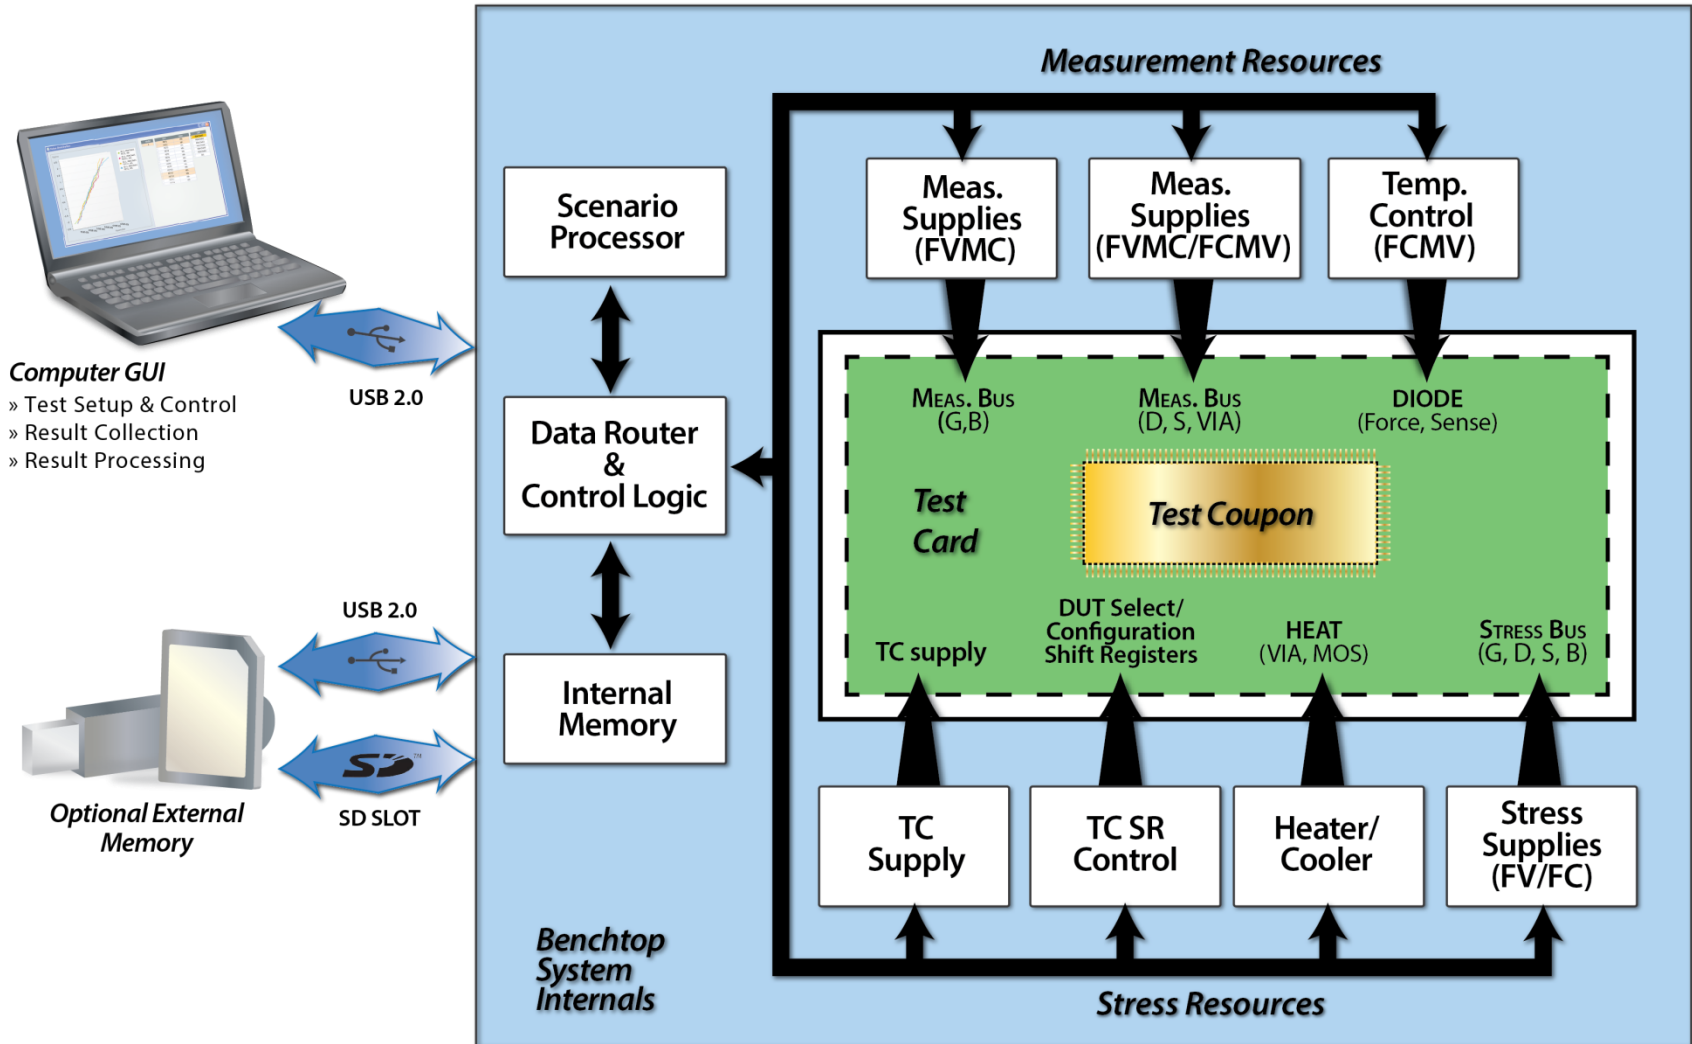 Measurement Resources
Scenario
Processor
Meas.
Supplies
(FVMC)
Meas.
Supplies
(FVMC/FCMV)
Temp.
Control
(FCMV)
Computer GUI
» Test Setup & Control
» Result Collection
» Result Processing
USB 2.0
Data Router
&
Control Logic
MEAS. BUS
(G,B)
MEAS. BUS
(D, S, VIA)
DIODE
(Force, Sense)
Test
Card
Test Coupon
USB 2.0
Internal
Memory
TC supply
DUT Select/
Configuration
Shift Registers
HEAT
(VIA, MOS)
STRESS BUS
(G, D, S, B)
Optional External
Memory
SD™
SD SLOT
TC
Supply
TC SR
Control
Heater/
Cooler
Stress
Supplies
(FV/FC)
Benchtop
System
Internals
Stress Resources